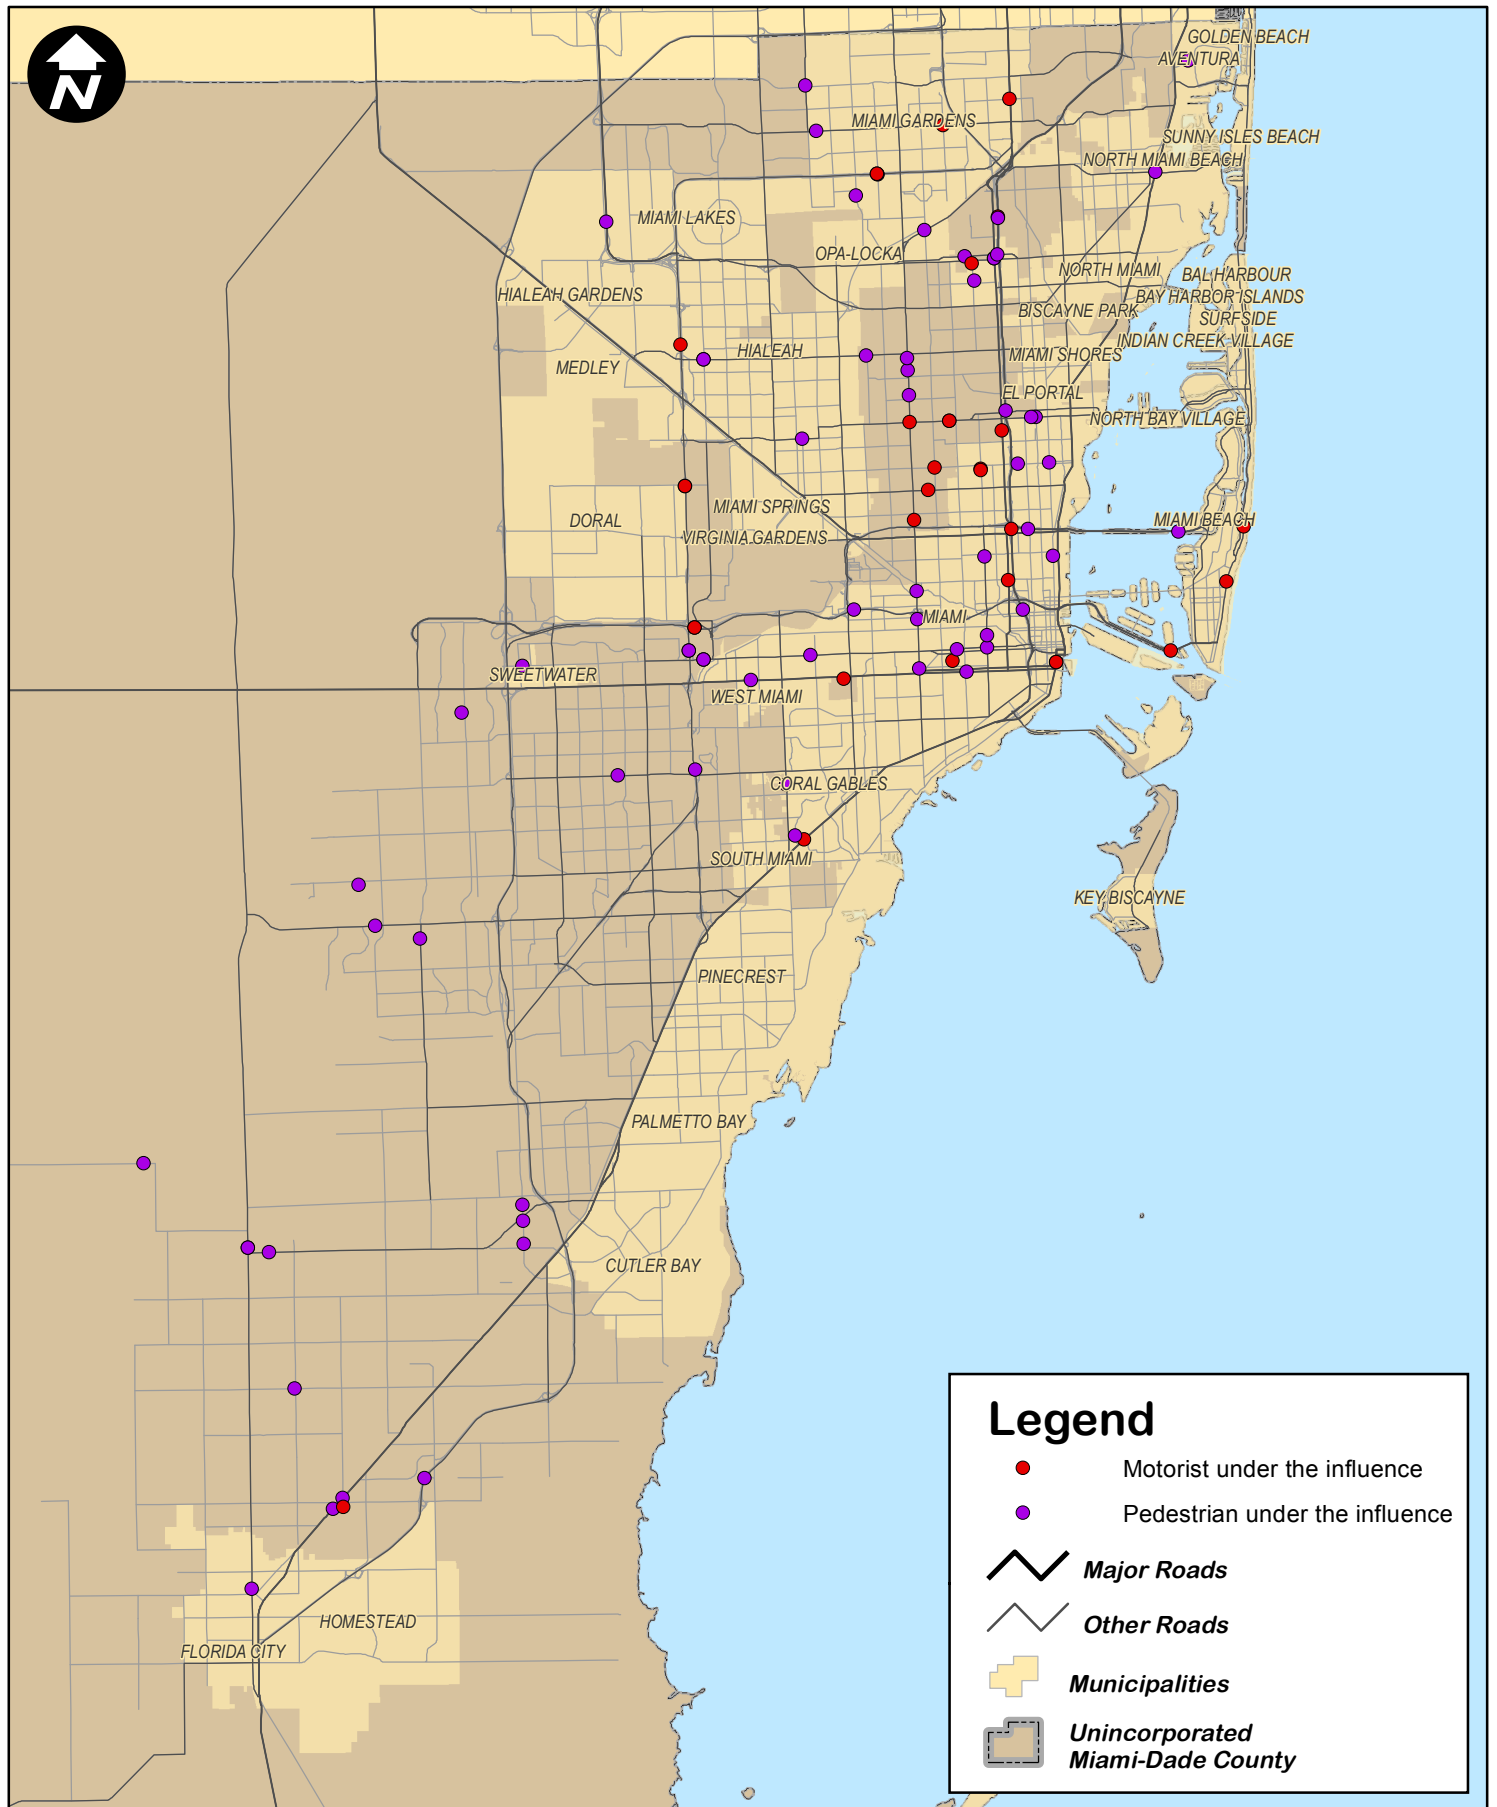 N
GOLDEN BEACH
AVENTURA
MIAMI GARDENS
SUNNY ISLES BEACH
NORTH MIAMI BEACH
MIAMI LAKES
OPA-LOCKA
NORTH MIAMI
BAL HARBOUR
HIALEAH GARDENS
BAY HARBOR ISLANDS
BISCAYNE PARK
SURFSIDE
INDIAN CREEK VILLAGE
HIALEAH
MIAMI SHORES
MEDLEY
EL PORTAL
NORTH BAY VILLAGE
MIAMI SPRINGS
DORAL
MIAMI BEACH
VIRGINIA GARDENS
MIAMI
SWEETWATER
WEST MIAMI
CORAL GABLES
SOUTH MIAMI
KEY BISCAYNE
PINECREST
PALMETTO BAY
CUTLER BAY
HOMESTEAD
FLORIDA CITY
Legend
Motorist under the influence
Pedestrian under the influence
Major Roads
Other Roads
Municipalities
Unincorporated
Miami-Dade County